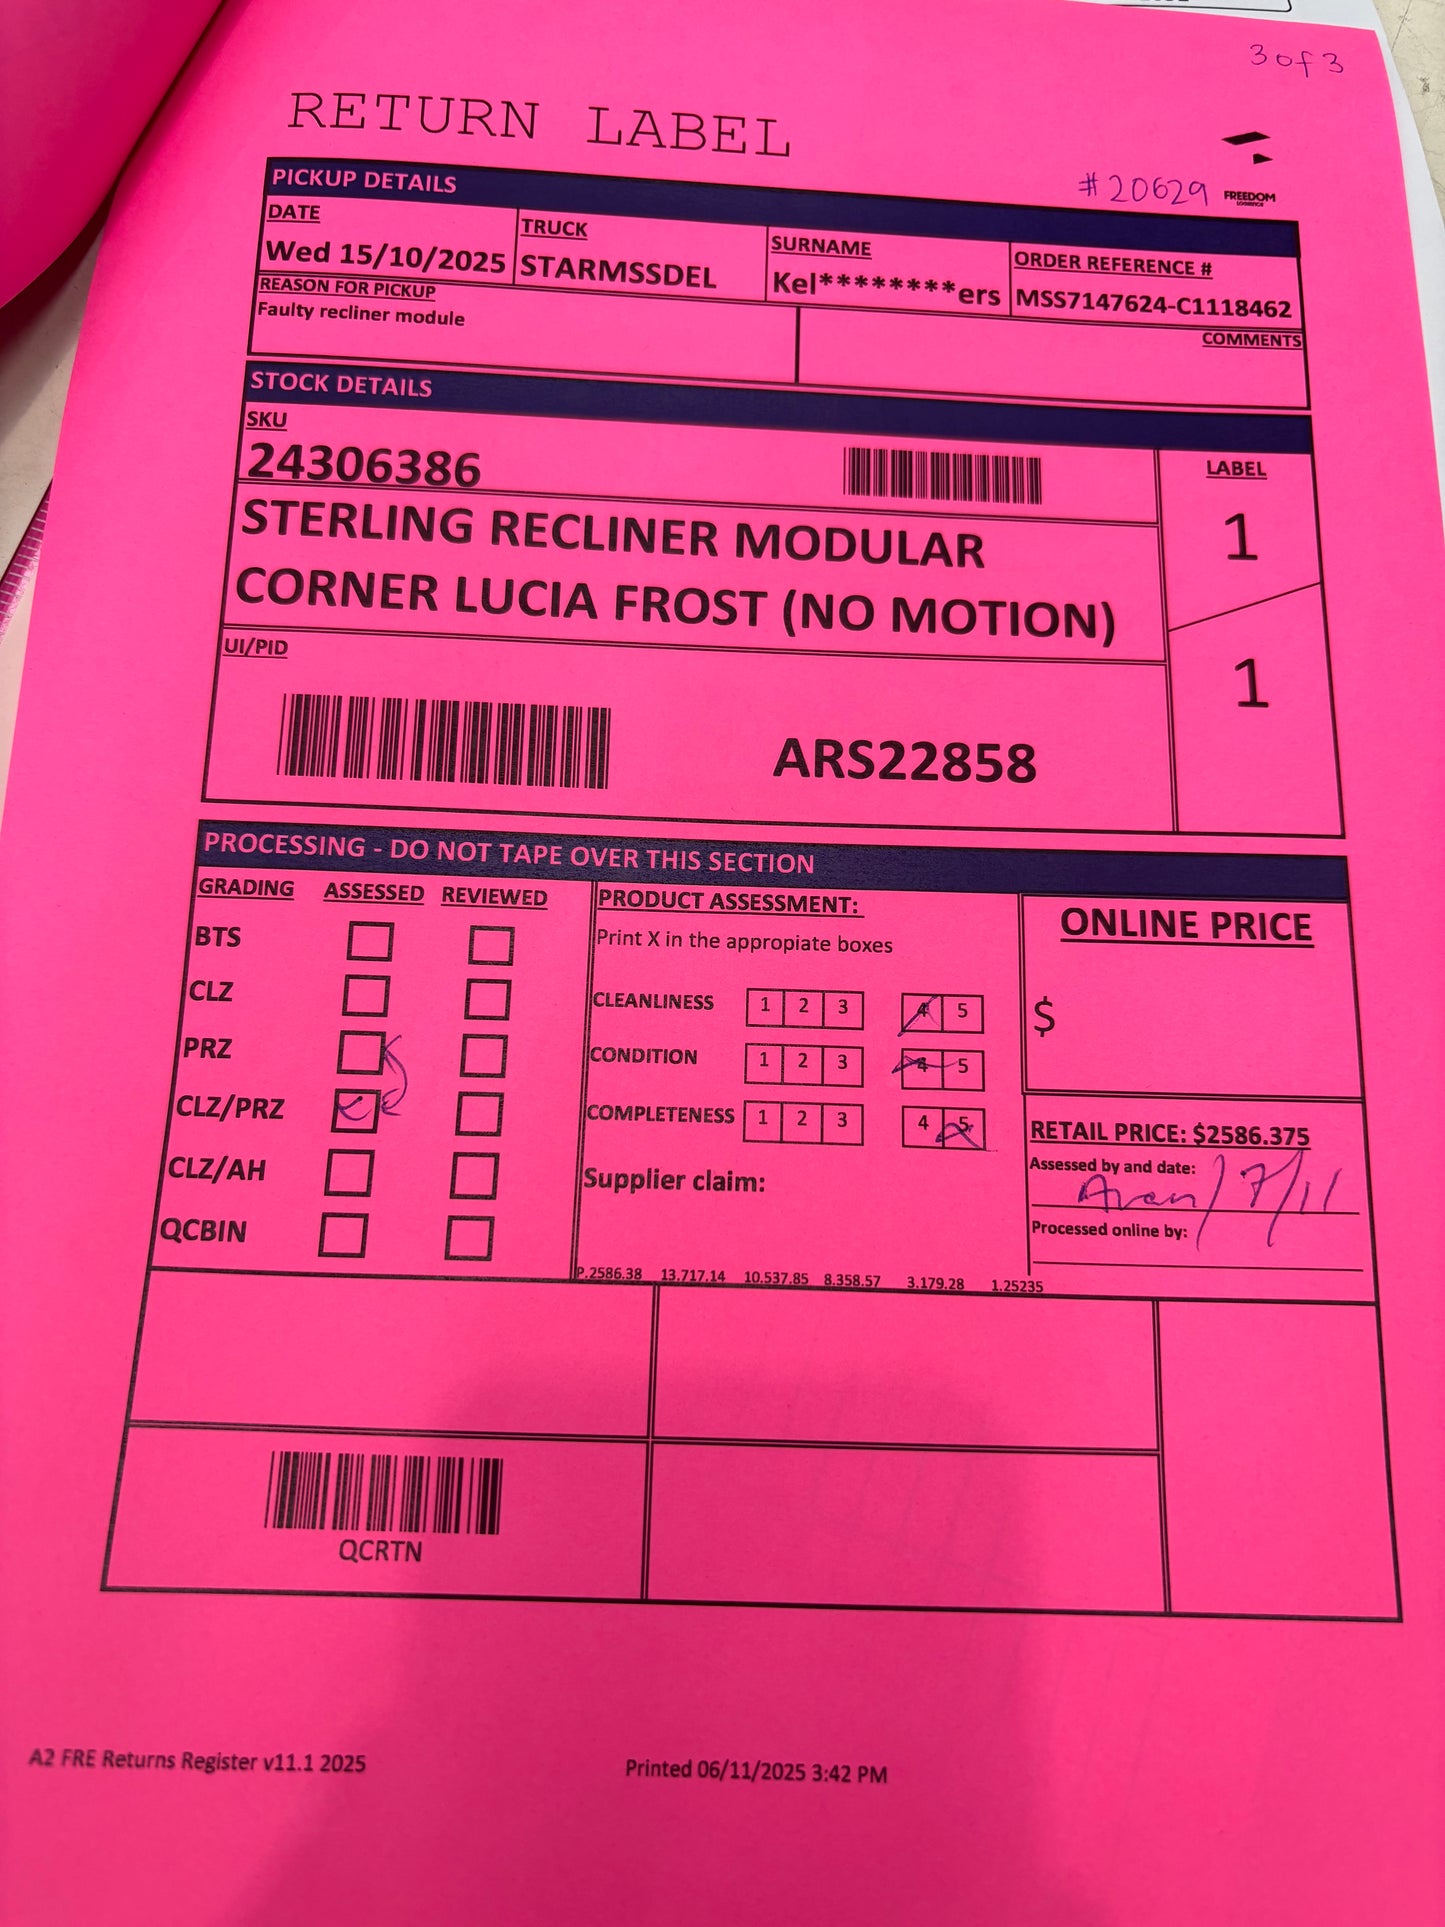 3 of 3
RETURN LABEL
# 20629
FREEDOM
LOGISTICS
PICKUP DETAILS
DATE TRUCK SURNAME ORDER REFERENCE #
Wed 15/10/2025 STARMSSDEL Kel********ers MSS7147624-C1118462
REASON FOR PICKUP
Faulty recliner module
COMMENTS
STOCK DETAILS
SKU
24306386
LABEL
1
STERLING RECLINER MODULAR
CORNER LUCIA FROST (NO MOTION)
UI/PID
1
ARS22858
PROCESSING - DO NOT TAPE OVER THIS SECTION
GRADING ASSESSED REVIEWED
BTS
CLZ
PRZ
CLZ/PRZ
CLZ/AH
QCBIN
PRODUCT ASSESSMENT:
Print X in the appropiate boxes
CLEANLINESS 1 2 3 4 5
CONDITION 1 2 3 4 5
COMPLETENESS 1 2 3 4 5
Supplier claim:
ONLINE PRICE
$
RETAIL PRICE: $2586.375
Assessed by and date:
/ 7/11
Processed online by:
P.2586.38 13.717.14 10.537.85 8.358.57 3.179.28 1.25235
QCRTN
A2 FRE Returns Register v11.1 2025
Printed 06/11/2025 3:42 PM